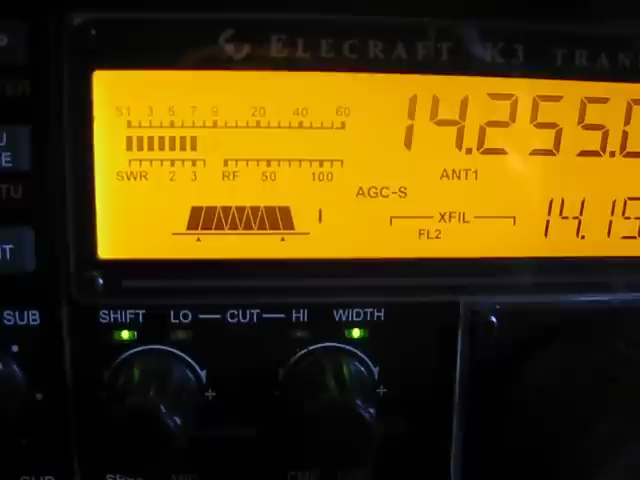 ELECRAFT K3 TRAN
S1 3 5 7 9 20 40 60
14.255.0
SWR 2 3 RF 50 100
ANT1
AGC-S
XFIL
FL2
14.15
SUB
SHIFT LO CUT HI WIDTH
+ +